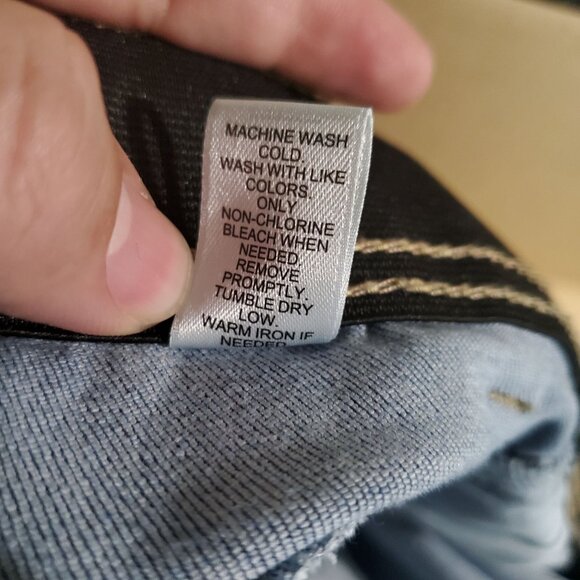 MACHINE WASH
COLD.
WASH WITH LIKE
COLORS.
ONLY
NON-CHLORINE
BLEACH WHEN
NEEDED.
REMOVE
PROMPTLY.
TUMBLE DRY
LOW.
WARM IRON IF
NEEDED.